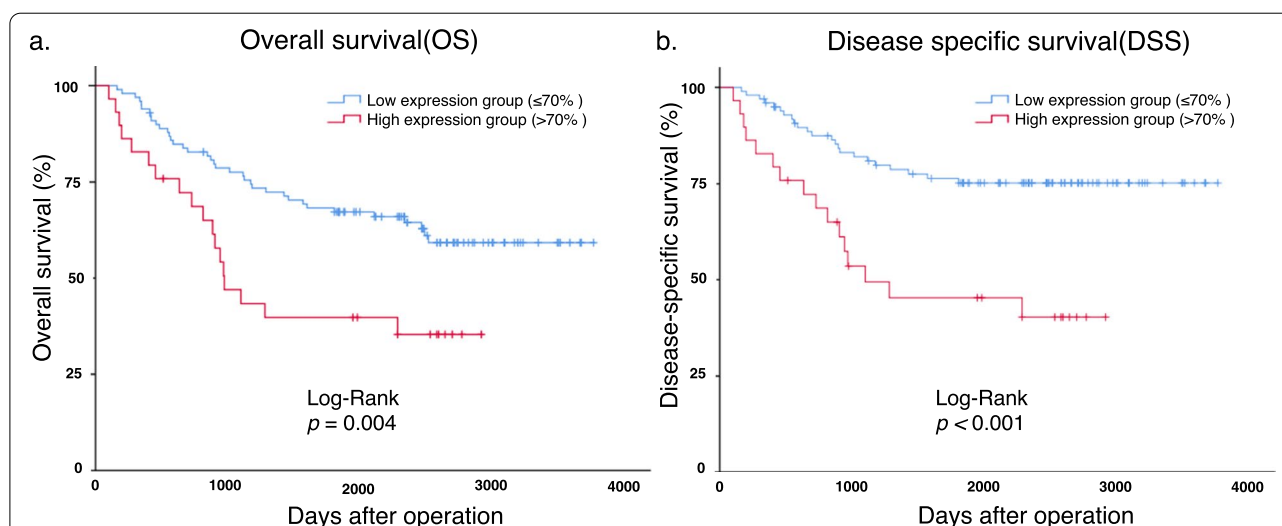 a.
Overall survival(OS)
Overall survival (%)
100
75
50
25
0
Low expression group (≤70% )
High expression group (>70% )
Log-Rank
p = 0.004
0 1000 2000 3000 4000
Days after operation
b.
Disease specific survival(DSS)
Disease-specific survival (%)
100
75
50
25
0
Low expression group (≤70% )
High expression group (>70% )
Log-Rank
p < 0.001
0 1000 2000 3000 4000
Days after operation